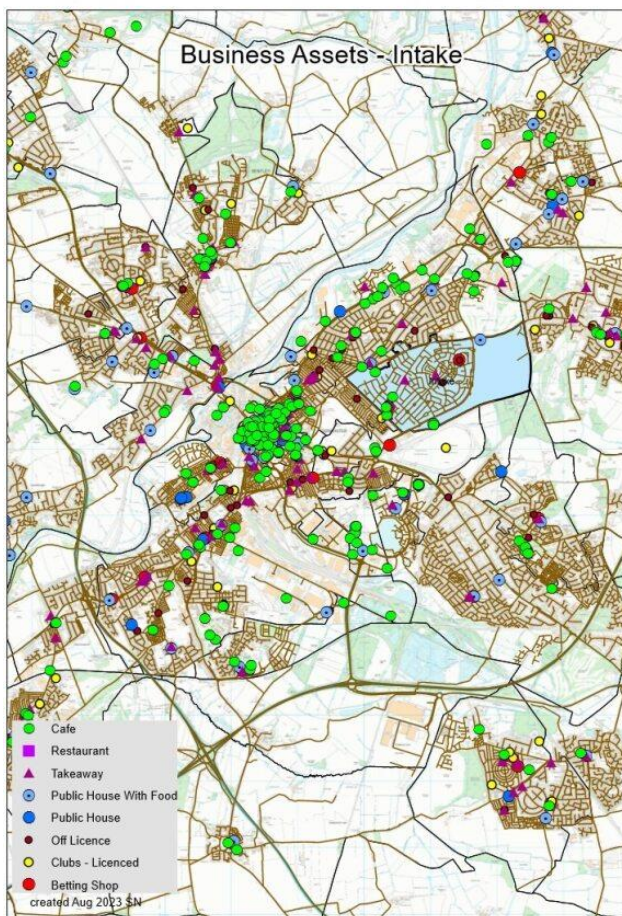 Business Assets - Intake
Cafe
Restaurant
Takeaway
Public House With Food
Public House
Off Licence
Clubs - Licenced
Betting Shop
created Aug 2023 SN